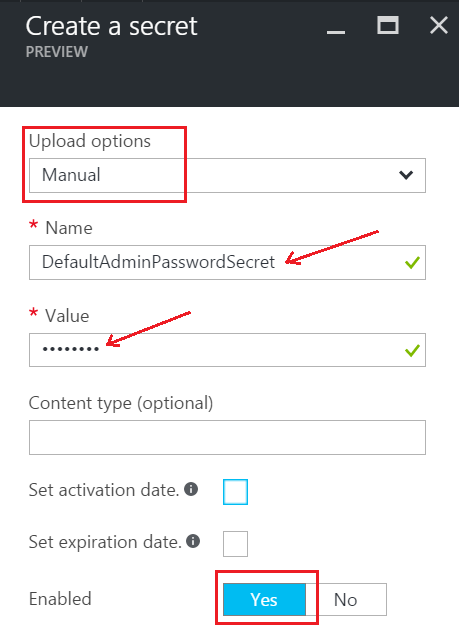 Create a secret
PREVIEW
Upload options
Manual
* Name
DefaultAdminPasswordSecret
* Value
••••••••
Content type (optional)
Set activation date.
Set expiration date.
Enabled Yes No